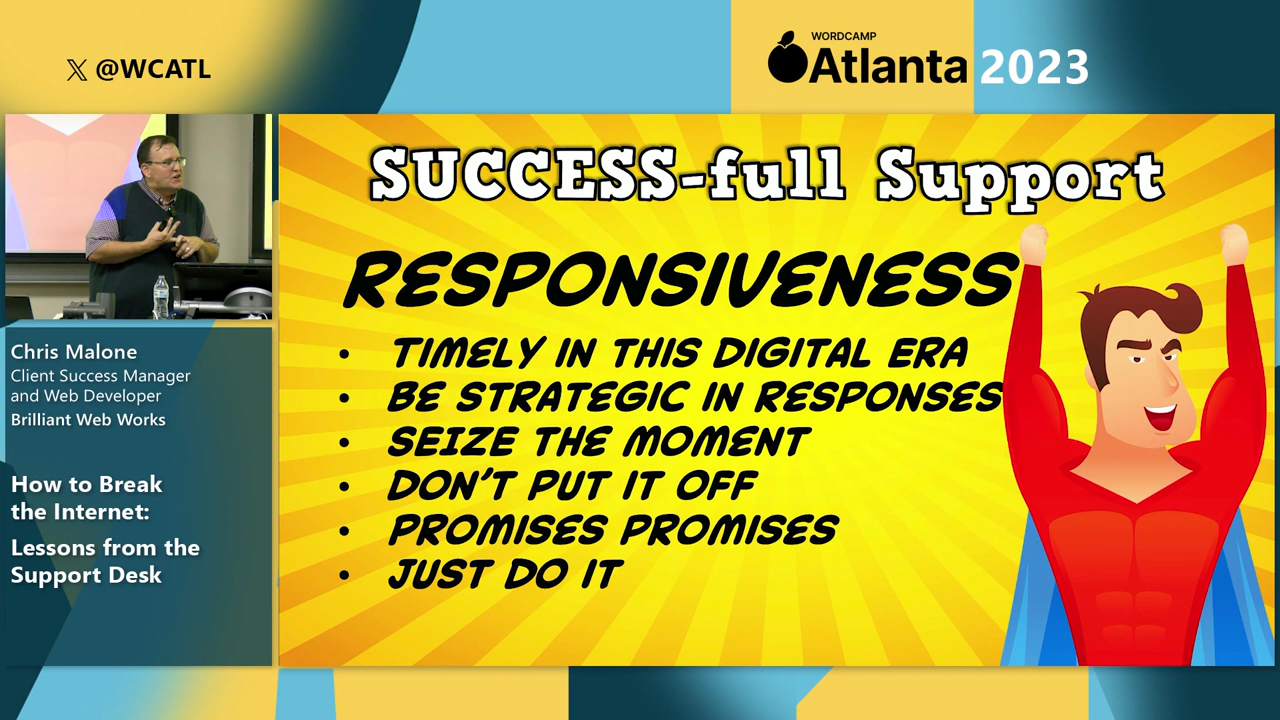 𝕏 @WCATL
WORDCAMP
Atlanta 2023
SUCCESS-full Support
RESPONSIVENESS
• TIMELY IN THIS DIGITAL ERA
• BE STRATEGIC IN RESPONSES
• SEIZE THE MOMENT
• DON'T PUT IT OFF
• PROMISES PROMISES
• JUST DO IT
Chris Malone
Client Success Manager
and Web Developer
Brilliant Web Works
How to Break
the Internet:
Lessons from the
Support Desk